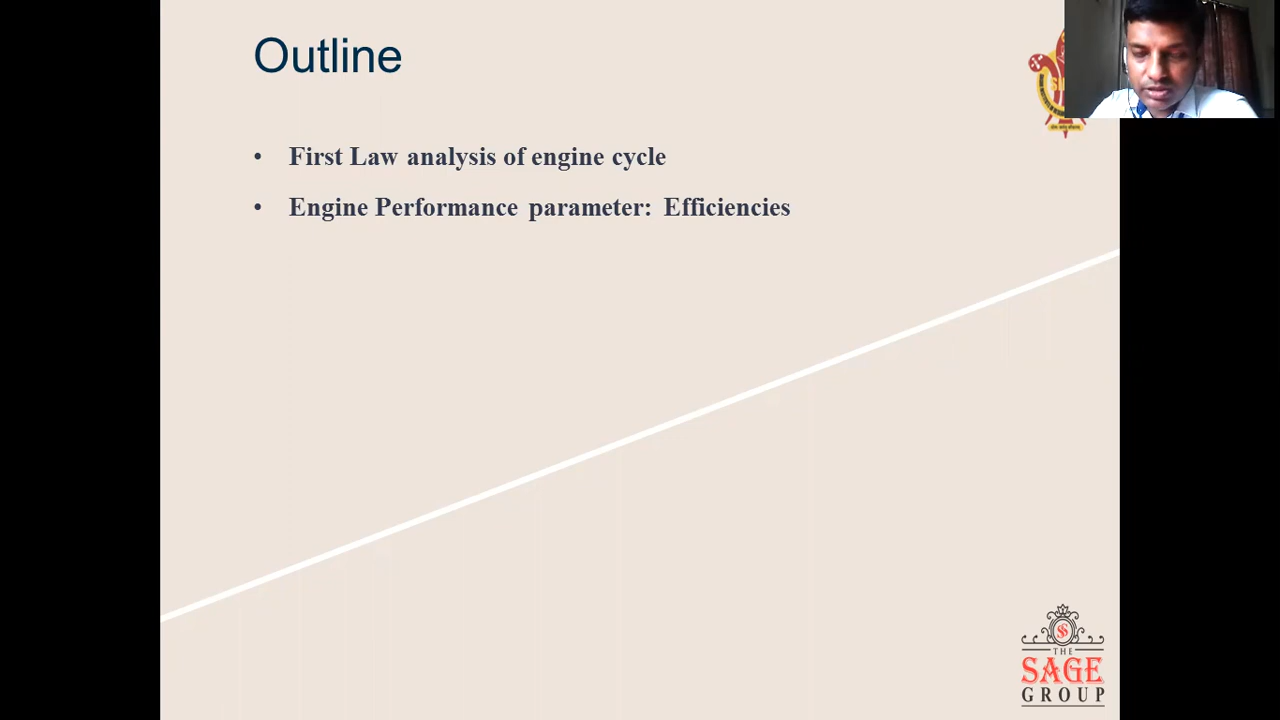 Outline
• First Law analysis of engine cycle
• Engine Performance parameter: Efficiencies
THE
SAGE
GROUP